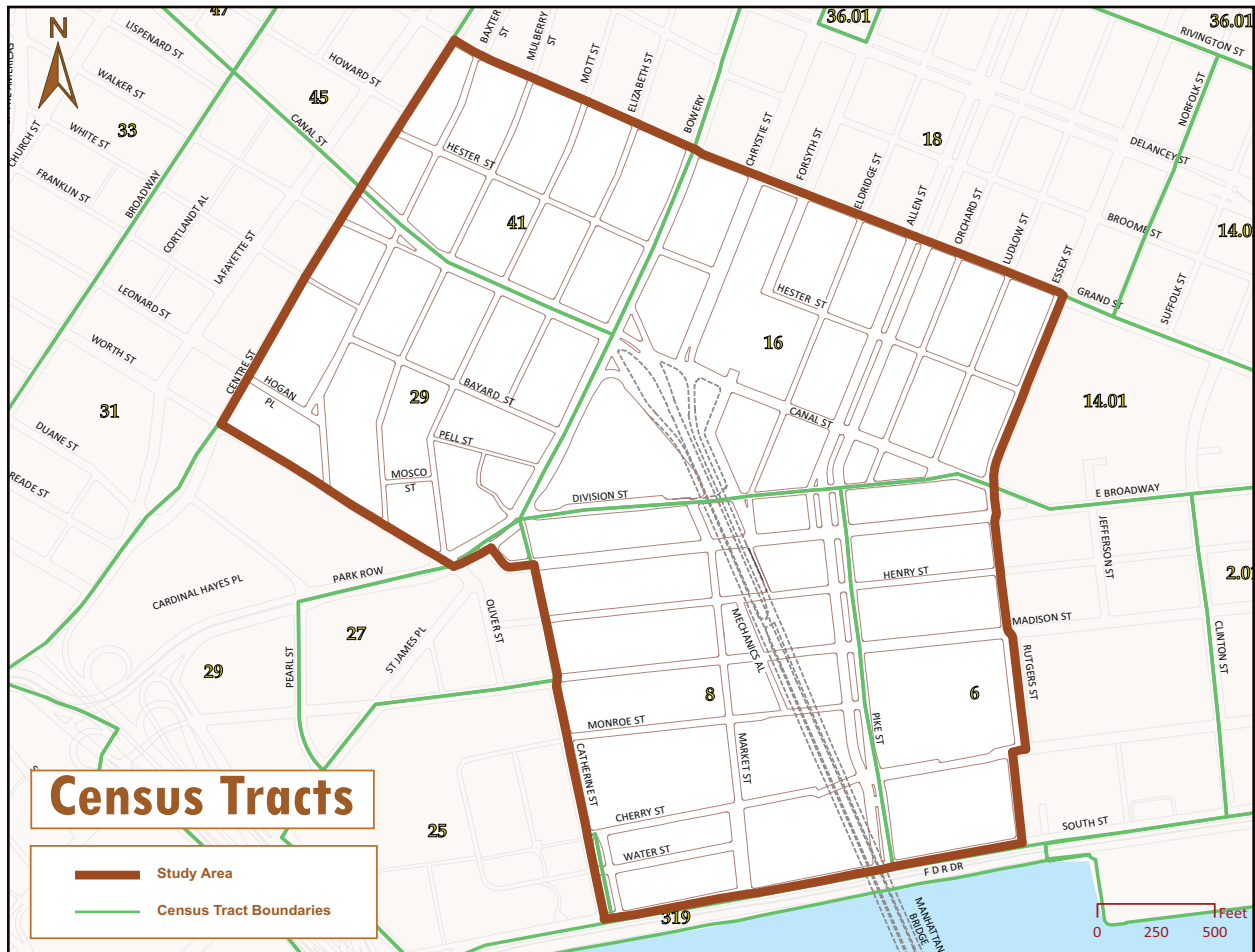 N
47
36.01
36.01
LISPENARD ST
BAXTER
ST
MULBERRY
ST
MOTT ST
ELIZABETH ST
BOWERY
RIVINGTON ST
HOWARD ST
WALKER ST
45
33
CANAL ST
WHITE ST
CHURCH ST
FRANKLIN ST
BROADWAY
CORTLANDT AL
LAFAYETTE ST
HESTER ST
41
CHRYSTIE ST
FORSYTH ST
ELDRIDGE ST
ALLEN ST
ORCHARD ST
LUDLOW ST
ESSEX ST
18
NORFOLK ST
DELANCEY ST
BROOME ST
14.0
SUFFOLK ST
GRAND ST
LEONARD ST
WORTH ST
HESTER ST
16
CENTRE ST
HOGAN
PL
29
BAYARD ST
31
DUANE ST
READE ST
PELL ST
MOSCO
ST
CANAL ST
14.01
DIVISION ST
E BROADWAY
JEFFERSON ST
PARK ROW
CARDINAL HAYES PL
OLIVER ST
HENRY ST
2.01
MADISON ST
27
ST JAMES PL
PEARL ST
29
MECHANICS AL
RUTGERS ST
CLINTON ST
8
6
MONROE ST
CATHERINE ST
MARKET ST
PIKE ST
CHERRY ST
WATER ST
25
SOUTH ST
F D R DR
319
MANHATTAN
BRIDGE
Census Tracts
Study Area
Census Tract Boundaries
Feet
0 250 500